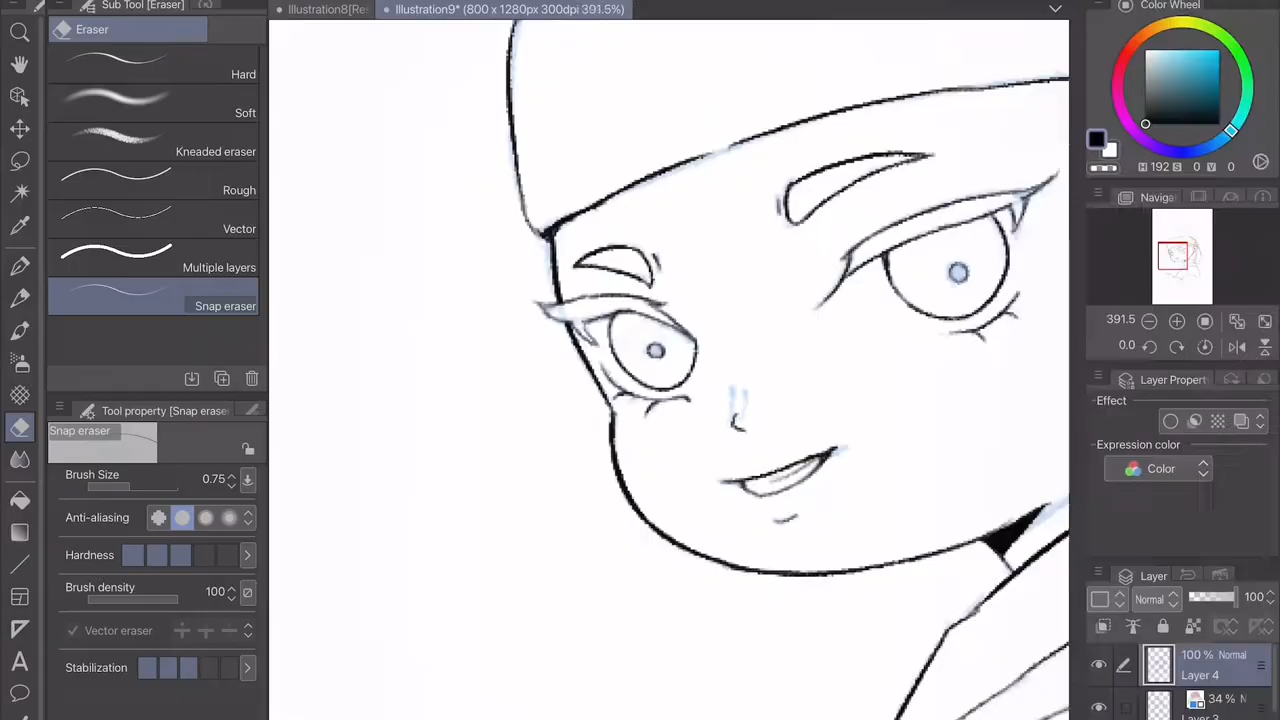 Sub Tool [Eraser]
Eraser
Hard
Soft
Kneaded eraser
Rough
Vector
Multiple layers
Snap eraser
Tool property [Snap erase
Snap eraser
Brush Size 0.75
Anti-aliasing
Hardness
Brush density 100
Vector eraser
Stabilization
A
Illustration8[Re
Illustration9* (800 x 1280px 300dpi 391.5%)
Color Wheel
H 192 S 0 V 0
Naviga
391.5
0.0
Layer Propert
Effect
Expression color
Color
Layer
Normal 100
100 % Normal
Layer 4
34 % N